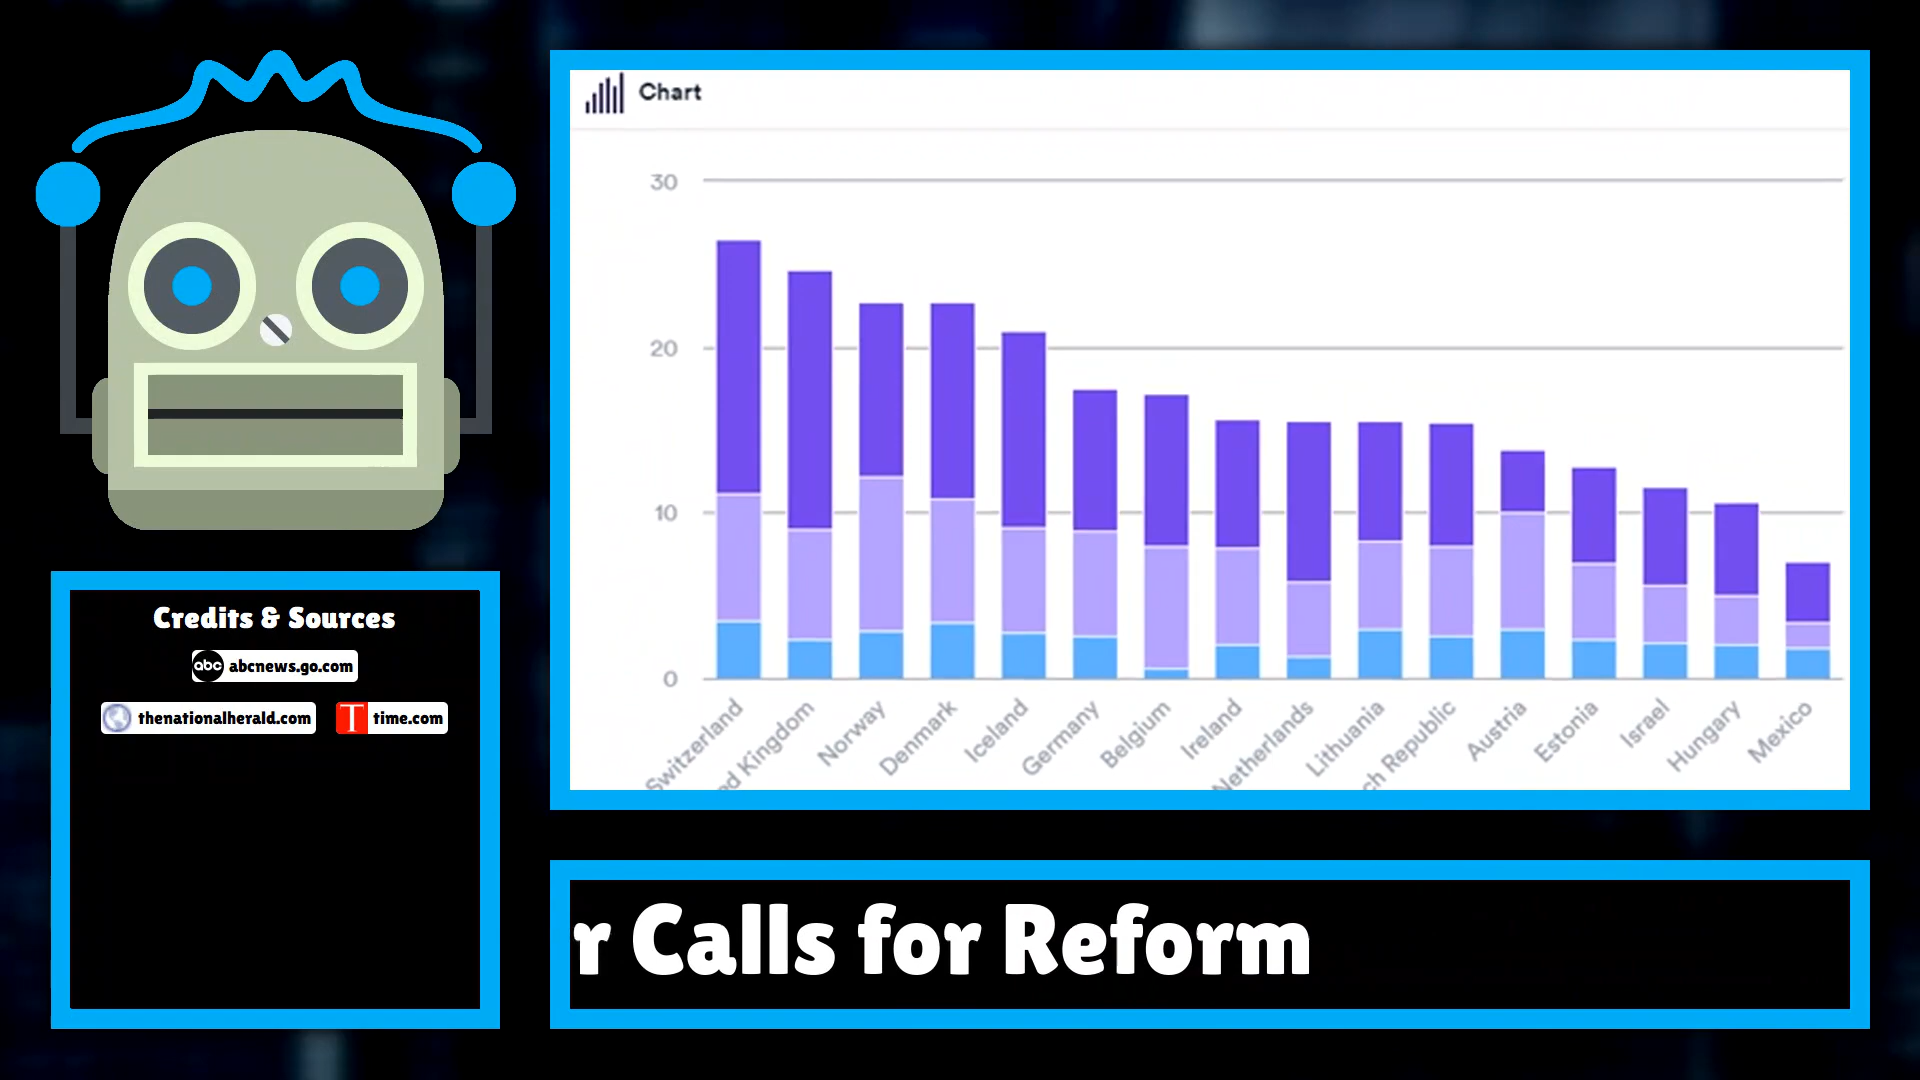 Chart
30
20
10
0
Switzerland
ed Kingdom
Norway
Denmark
Iceland
Germany
Belgium
Ireland
Netherlands
Lithuania
ch Republic
Austria
Estonia
Israel
Hungary
Mexico
Credits & Sources
abc abcnews.go.com
thenationalherald.com
T time.com
r Calls for Reform